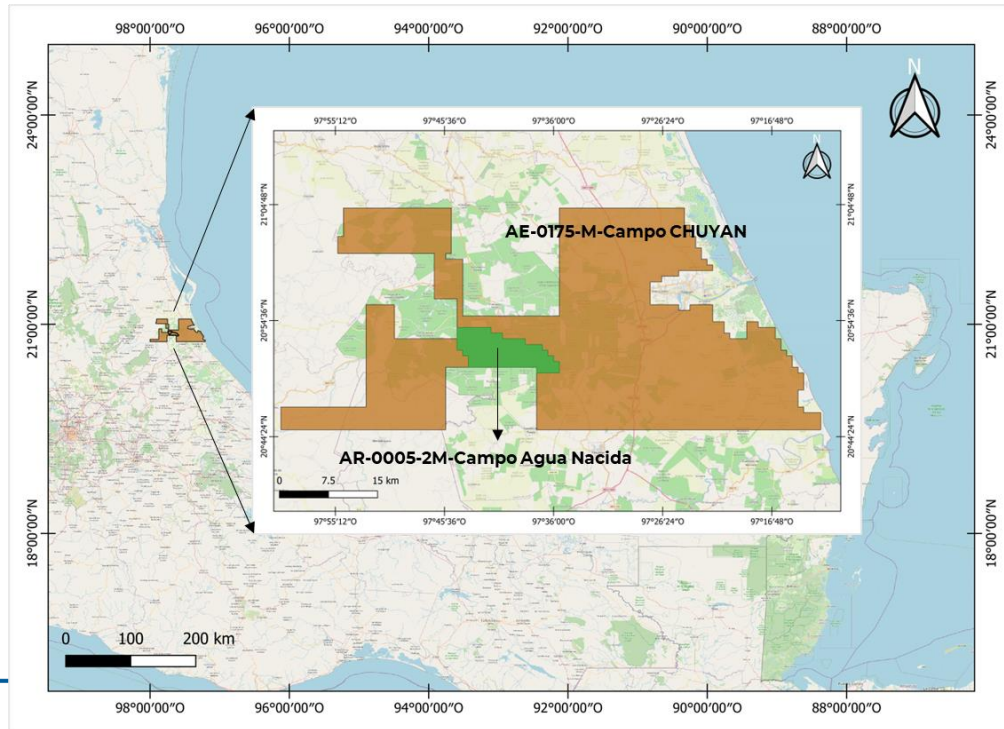 98°00'00"O 96°00'00"O 94°00'00"O 92°00'00"O 90°00'00"O 88°00'00"O
N
24°00'00"N 24°00'00"N
97°55'12"O 97°45'36"O 97°36'00"O 97°26'24"O 97°16'48"O
N
21°04'48"N 21°04'48"N
AE-0175-M-Campo CHUYAN
21°00'00"N 21°00'00"N
20°54'36"N 20°54'36"N
20°44'24"N 20°44'24"N
AR-0005-2M-Campo Agua Nacida
0 7.5 15 km
97°55'12"O 97°45'36"O 97°36'00"O 97°26'24"O 97°16'48"O
18°00'00"N 18°00'00"N
0 100 200 km
98°00'00"O 96°00'00"O 94°00'00"O 92°00'00"O 90°00'00"O 88°00'00"O